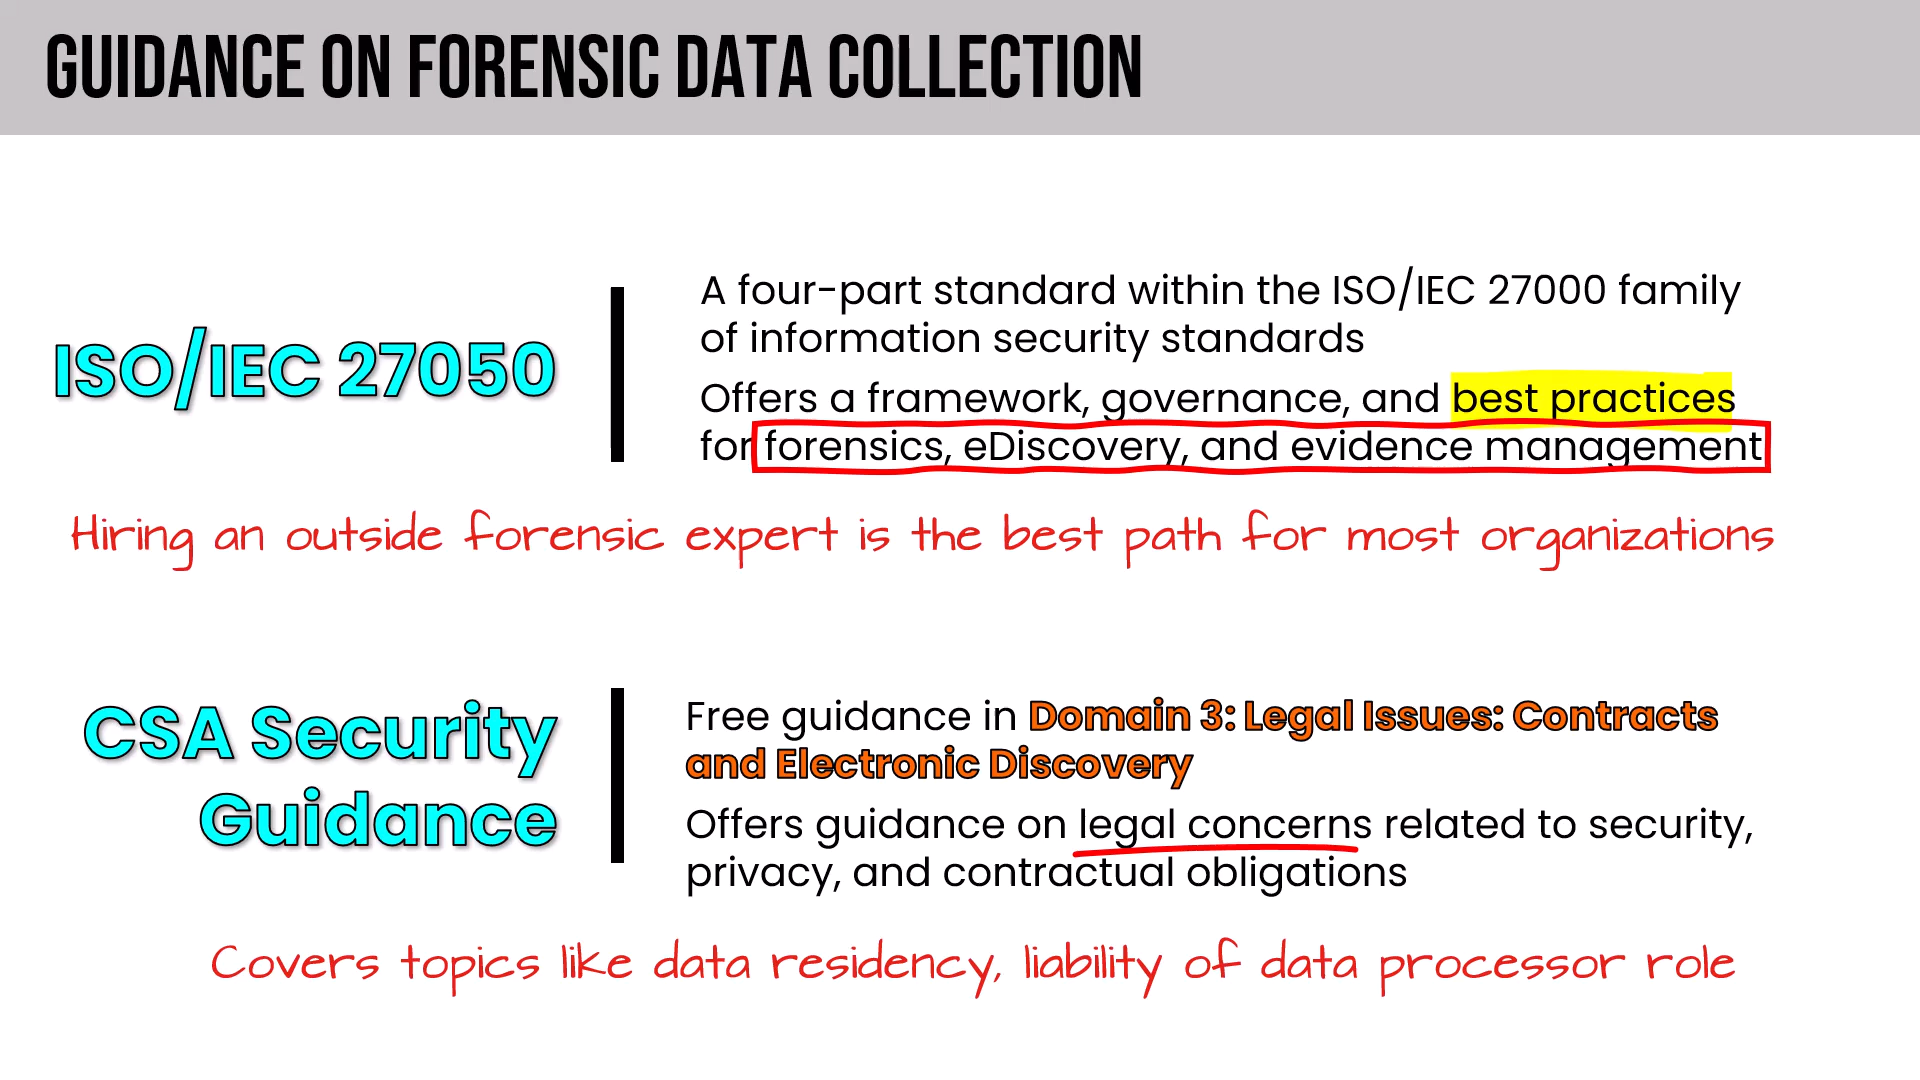 GUIDANCE ON FORENSIC DATA COLLECTION
ISO/IEC 27050
A four-part standard within the ISO/IEC 27000 family
of information security standards
Offers a framework, governance, and best practices
for forensics, eDiscovery, and evidence management
Hiring an outside forensic expert is the best path for most organizations
CSA Security
Guidance
Free guidance in Domain 3: Legal Issues: Contracts
and Electronic Discovery
Offers guidance on legal concerns related to security,
privacy, and contractual obligations
Covers topics like data residency, liability of data processor role